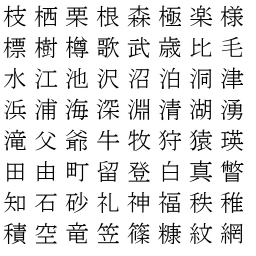 枝栖栗根森極楽様
標樹樽歌武歳比毛
水江池沢沼泊洞津
浜浦海深淵清湖湧
滝父爺牛牧狩猿瑛
田由町留登白真瞥
知石砂礼神福秩稚
積空竜笠篠糠紋網